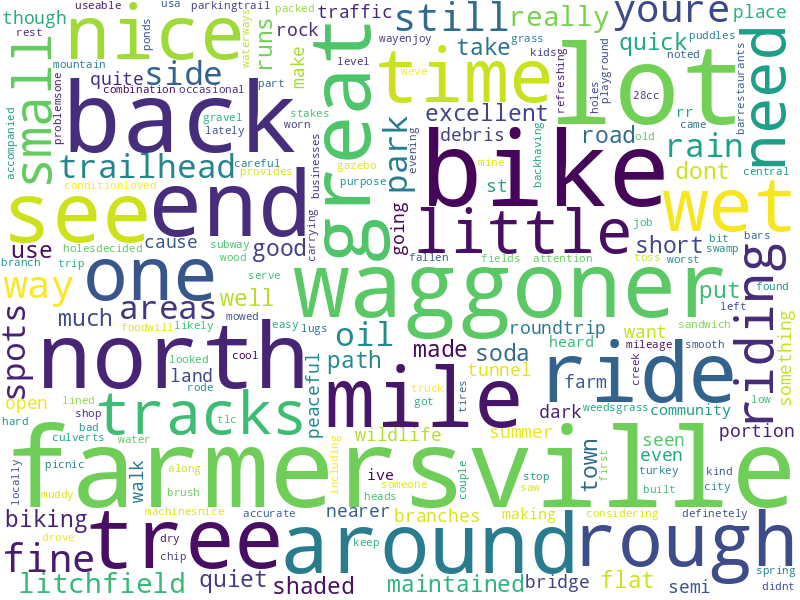 though useable usa parkingtrail traffic still really youre place
rest nice ponds packed waterways rock runs great wayenjoy take grass kids quick puddles
mountain quite side make level time refreshing holes playground lot noted need
small problemsone combination occasional weve excellent 28cc rr barrestaurants
back part stakes debris road old came
accompanied gravel lately worn park evening bike backhaving rain
trailhead careful purpose mine st dont central
conditionloved provides gazebo businesses job wet
see end going little bit swamp
use holesdecided cause subway good carrying fallen fields attention short bars
branch trip wood waggoner toss worst riding
way one serve put found
areas well left
spots much foodwill likely mowed oil roundtrip want sandwich something
north easy lugs path made soda heard mileage smooth
looked cool peaceful tunnel creek
land rode mile truck tires farm ride low
open lined tlc got dark weedsgrass community
hard shop tracks wildlife summer portion
bad culverts water including ive couple seen
picnic walk along someone stop town first even turkey kind
locally farmersville heads saw built city
muddy brush nearer
biking machinesnice accurate branches making considering definetely
drove tree dry around rough
fine chip keep
litchfield quiet shaded maintained bridge flat semi spring
didnt